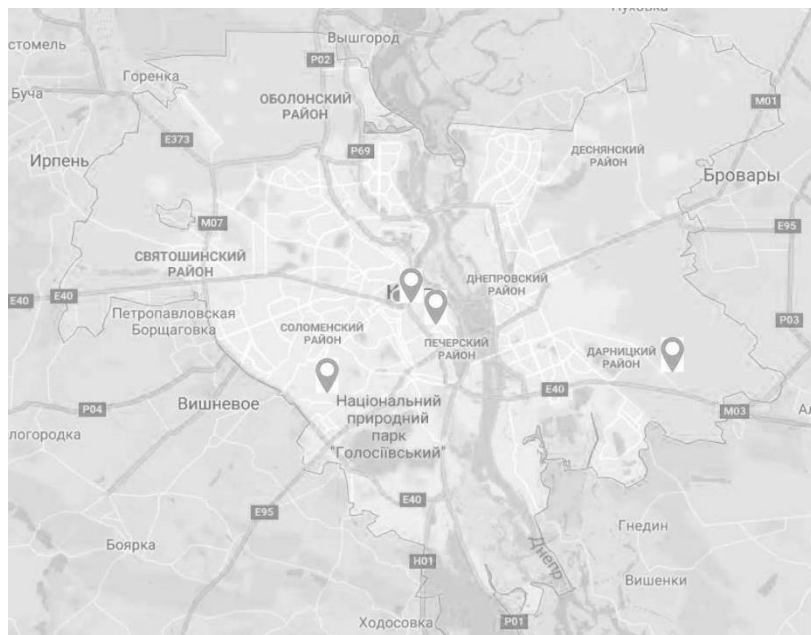 Пуховка
стомель
Вышгород
P02
Горенка
Буча
ОБОЛОНСКИЙ
РАЙОН
M01
E373
P69
ДЕСНЯНСКИЙ
РАЙОН
Ирпень
Бровары
M07
E95
СВЯТОШИНСКИЙ
РАЙОН
ДНЕПРОВСКИЙ
РАЙОН
E40
E40
Петропавловская
Борщаговка
P03
СОЛОМЕНСКИЙ
РАЙОН
ПЕЧЕРСКИЙ
РАЙОН
ДАРНИЦКИЙ
РАЙОН
E40
P04
Вишневое
M03
Ал
Національний
природний
парк
"Голосіївський"
логородка
E40
E95
Гнедин
Боярка
Днепр
H01
Вишенки
Ходосовка
P01